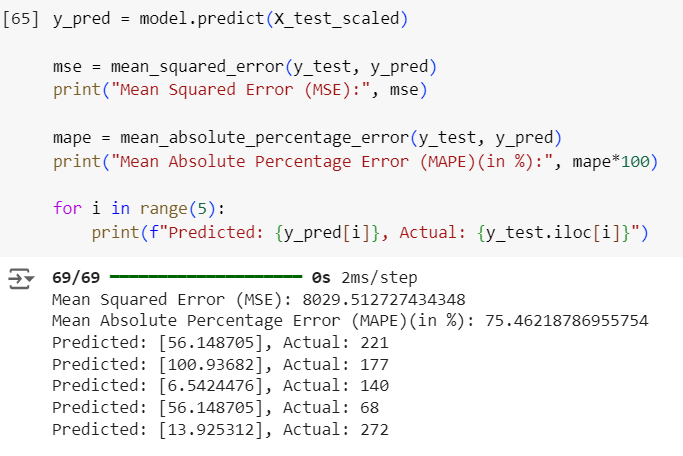 [65] y_pred = model.predict(X_test_scaled)
mse = mean_squared_error(y_test, y_pred)
print("Mean Squared Error (MSE):", mse)
mape = mean_absolute_percentage_error(y_test, y_pred)
print("Mean Absolute Percentage Error (MAPE)(in %):", mape*100)
for i in range(5):
    print(f"Predicted: {y_pred[i]}, Actual: {y_test.iloc[i]}")
69/69 ━━━━━━━━━━━━━━━━━━━━ 0s 2ms/step
Mean Squared Error (MSE): 8029.512727434348
Mean Absolute Percentage Error (MAPE)(in %): 75.46218786955754
Predicted: [56.148705], Actual: 221
Predicted: [100.93682], Actual: 177
Predicted: [6.5424476], Actual: 140
Predicted: [56.148705], Actual: 68
Predicted: [13.925312], Actual: 272